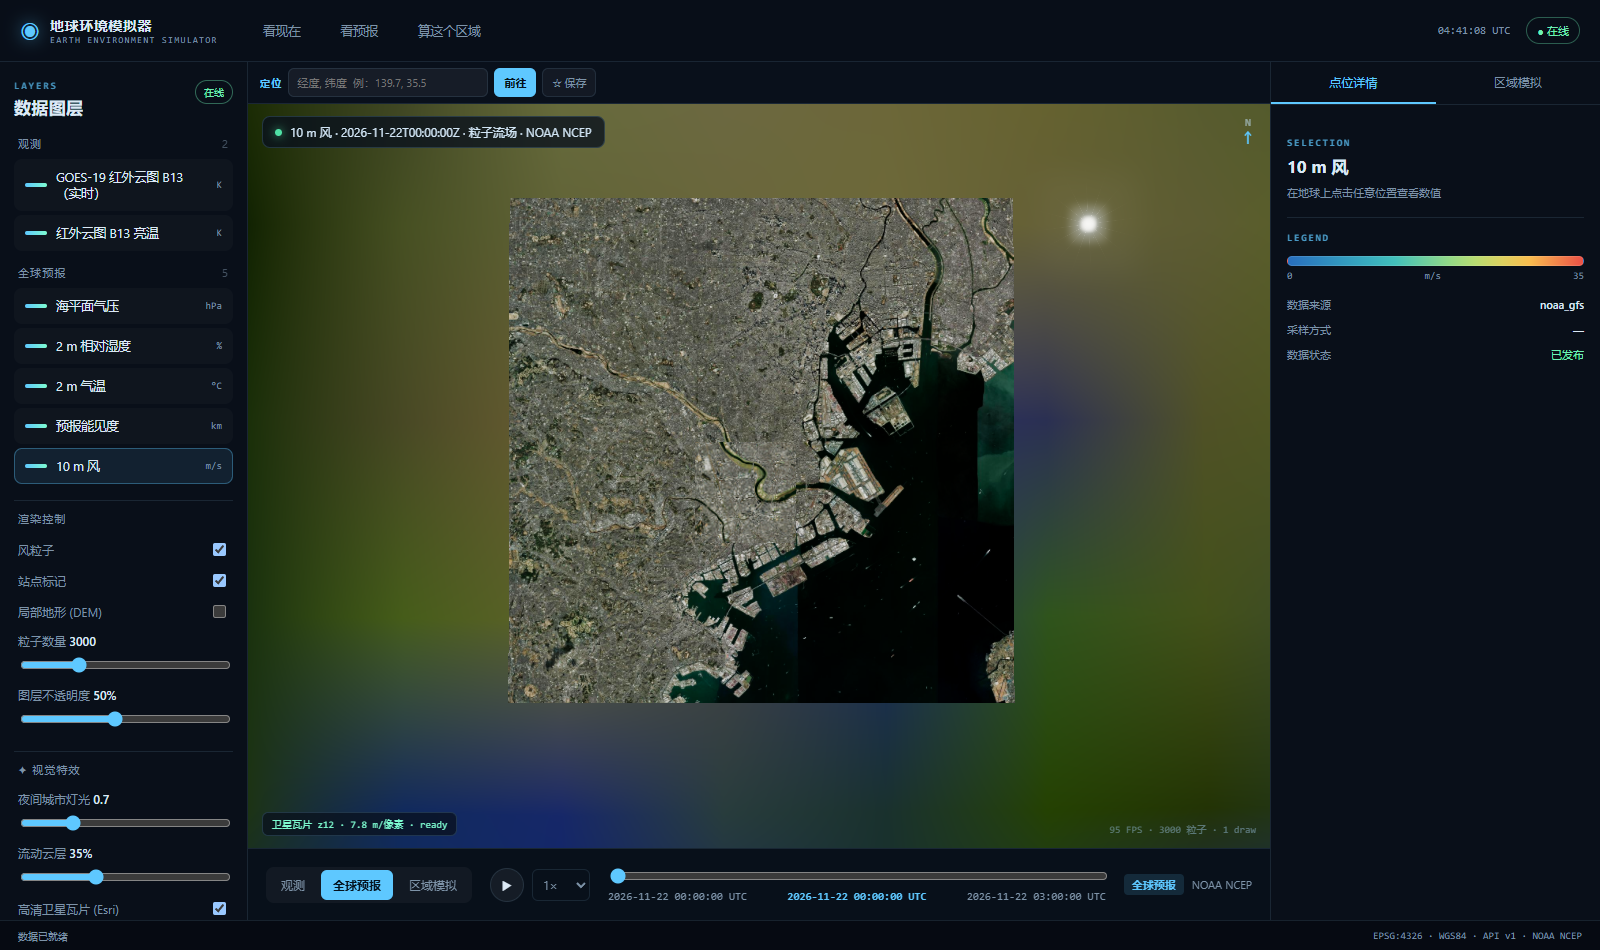 地球环境模拟器
EARTH ENVIRONMENT SIMULATOR
看现在
看预报
算这个区域
04:41:08 UTC
在线
LAYERS
数据图层
在线
观测 2
GOES-19 红外云图 B13（实时） K
红外云图 B13 亮温 K
全球预报 5
海平面气压 hPa
2 m 相对湿度 %
2 m 气温 °C
预报能见度 km
10 m 风 m/s
渲染控制
风粒子
站点标记
局部地形 (DEM)
粒子数量 3000
图层不透明度 50%
✦ 视觉特效
夜间城市灯光 0.7
流动云层 35%
高清卫星瓦片 (Esri)
数据已就绪
定位
经度, 纬度 例: 139.7, 35.5
前往
☆ 保存
10 m 风 · 2026-11-22T00:00:00Z · 粒子流场 · NOAA NCEP
N
卫星瓦片 z12 · 7.8 m/像素 · ready
95 FPS · 3000 粒子 · 1 draw
观测
全球预报
区域模拟
1×
2026-11-22 00:00:00 UTC
2026-11-22 00:00:00 UTC
2026-11-22 03:00:00 UTC
全球预报
NOAA NCEP
点位详情
区域模拟
SELECTION
10 m 风
在地球上点击任意位置查看数值
LEGEND
0 m/s 35
数据来源 noaa_gfs
采样方式 —
数据状态 已发布
EPSG:4326 · WGS84 · API v1 · NOAA NCEP